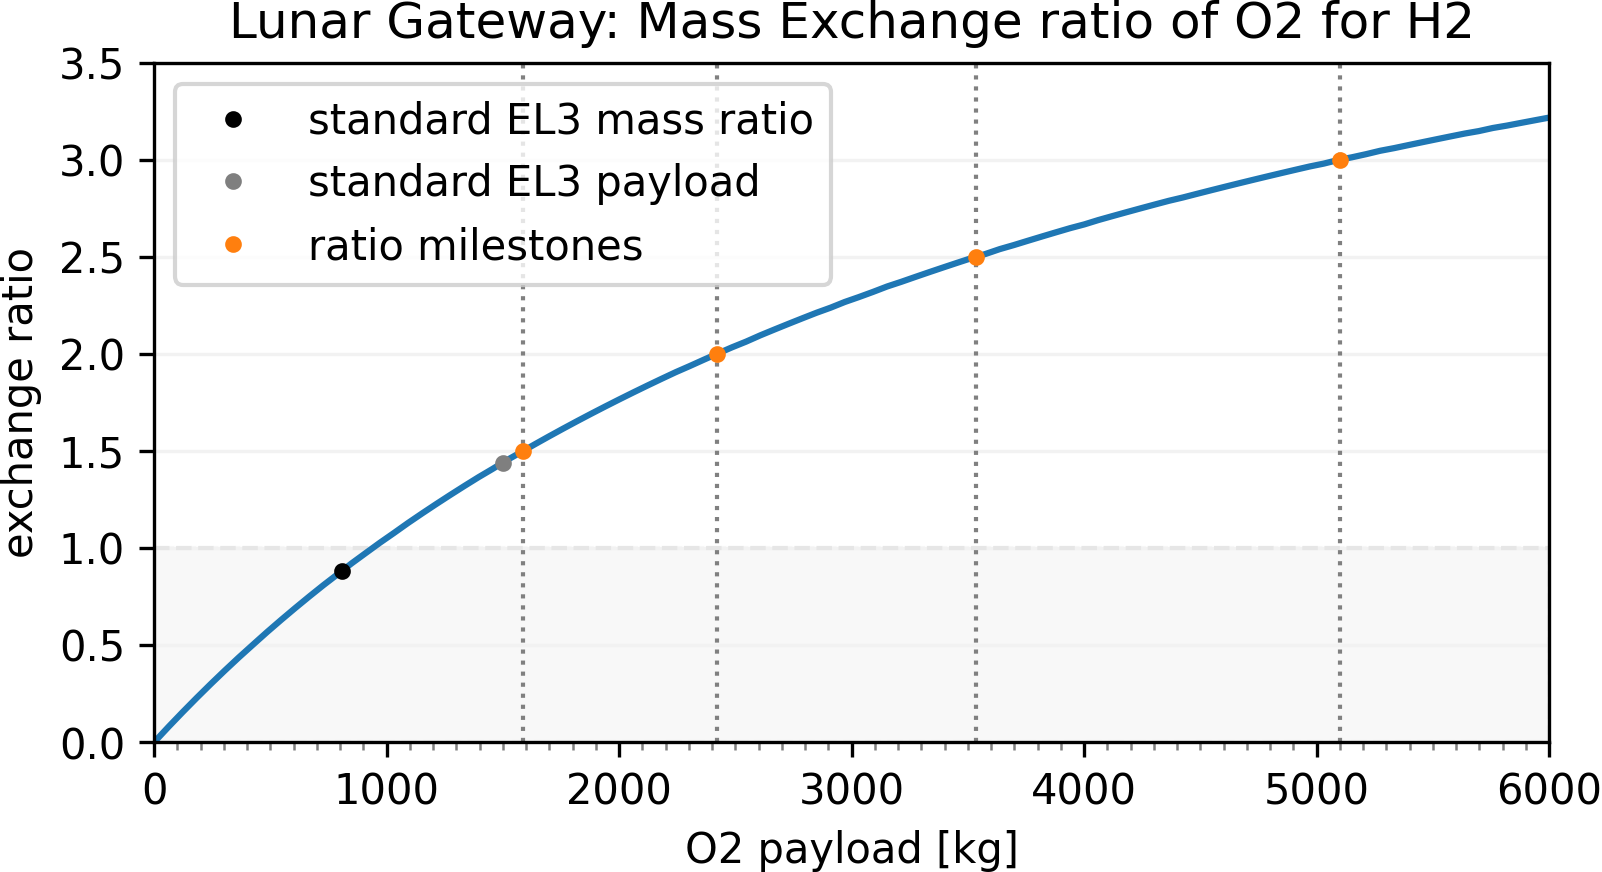 Lunar Gateway: Mass Exchange ratio of O2 for H2
3.5
3.0
2.5
2.0
1.5
1.0
0.5
0.0
exchange ratio
standard EL3 mass ratio
standard EL3 payload
ratio milestones
0 1000 2000 3000 4000 5000 6000
O2 payload [kg]